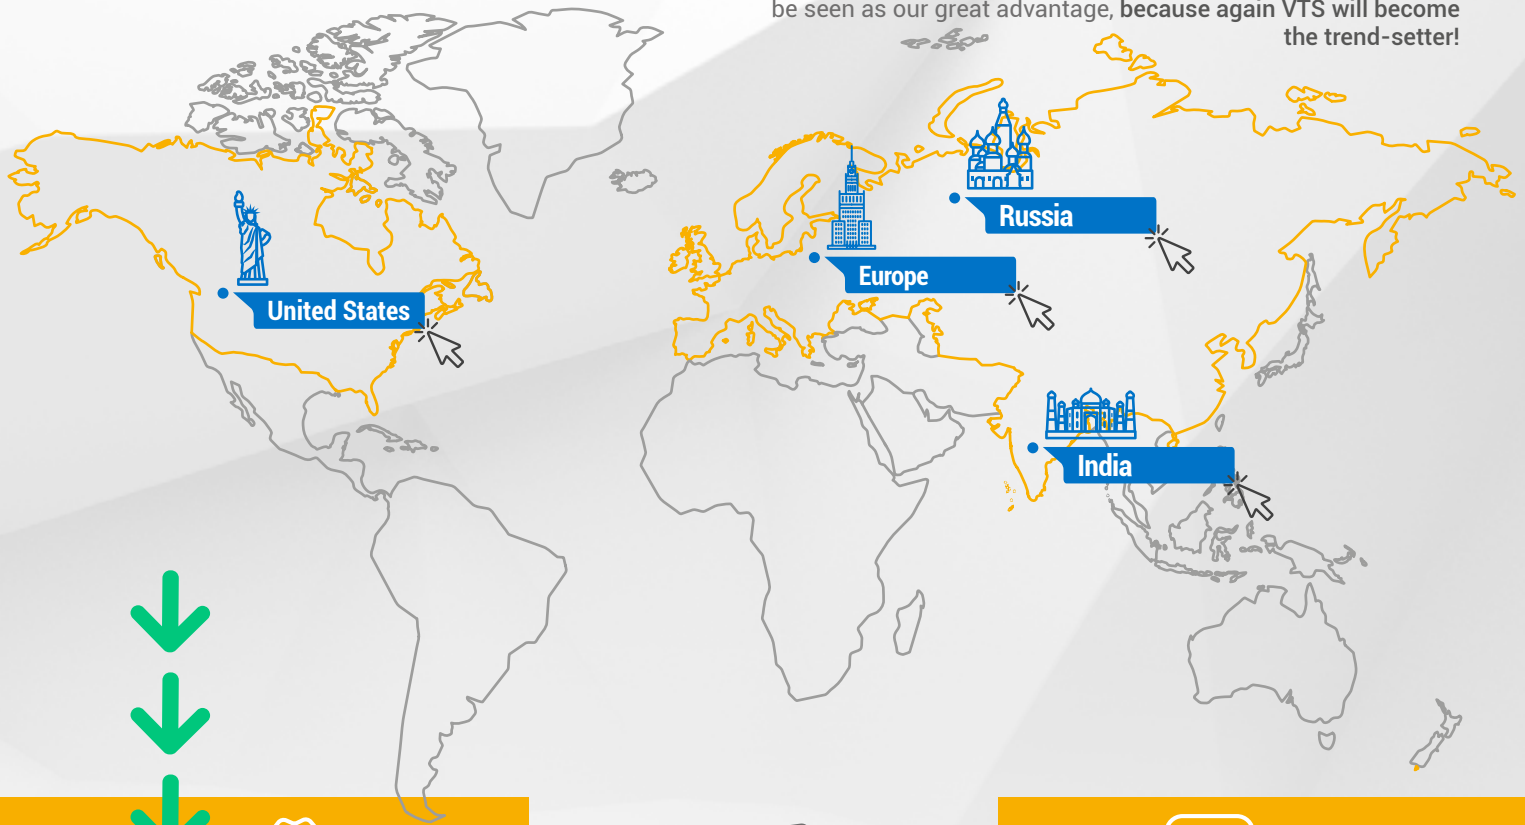 be seen as our great advantage, because again VTS will become
the trend-setter!
Russia
Europe
United States
India